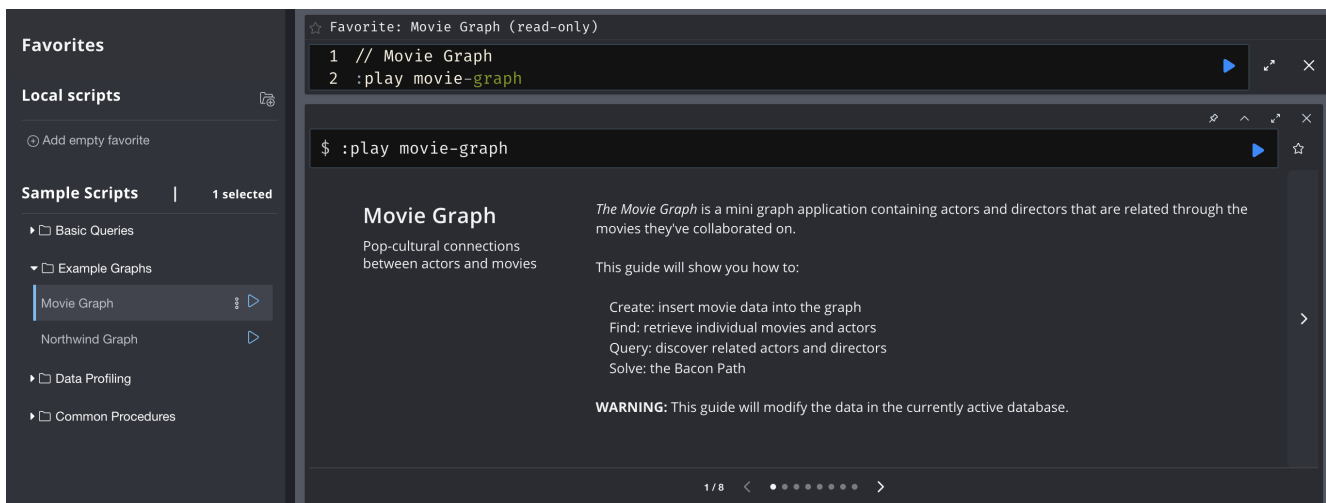 Favorites
Local scripts
Add empty favorite
Sample Scripts | 1 selected
Basic Queries
Example Graphs
Movie Graph
Northwind Graph
Data Profiling
Common Procedures
Favorite: Movie Graph (read-only)
1 // Movie Graph
2 :play movie-graph
$ :play movie-graph
Movie Graph
Pop-cultural connections
between actors and movies
The Movie Graph is a mini graph application containing actors and directors that are related through the
movies they've collaborated on.
This guide will show you how to:
Create: insert movie data into the graph
Find: retrieve individual movies and actors
Query: discover related actors and directors
Solve: the Bacon Path
WARNING: This guide will modify the data in the currently active database.
1/8